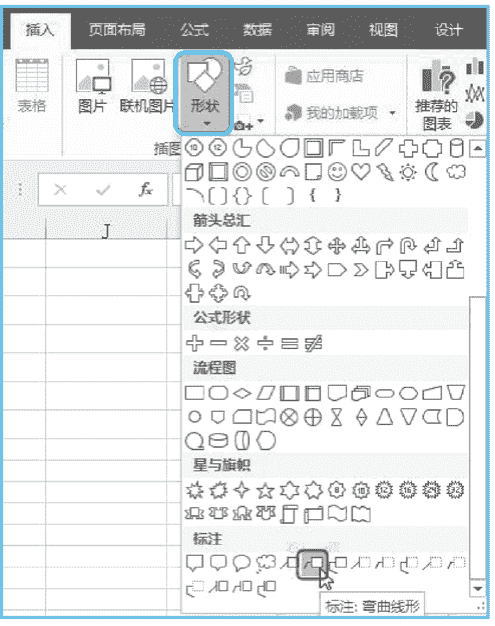 插入 页面布局 公式 数据 审阅 视图 设计
表格 图片 联机图片 形状 应用商店 我的加载项 推荐的图表
插图
fx
J
箭头总汇
公式形状
流程图
星与旗帜
标注
标注: 弯曲线形